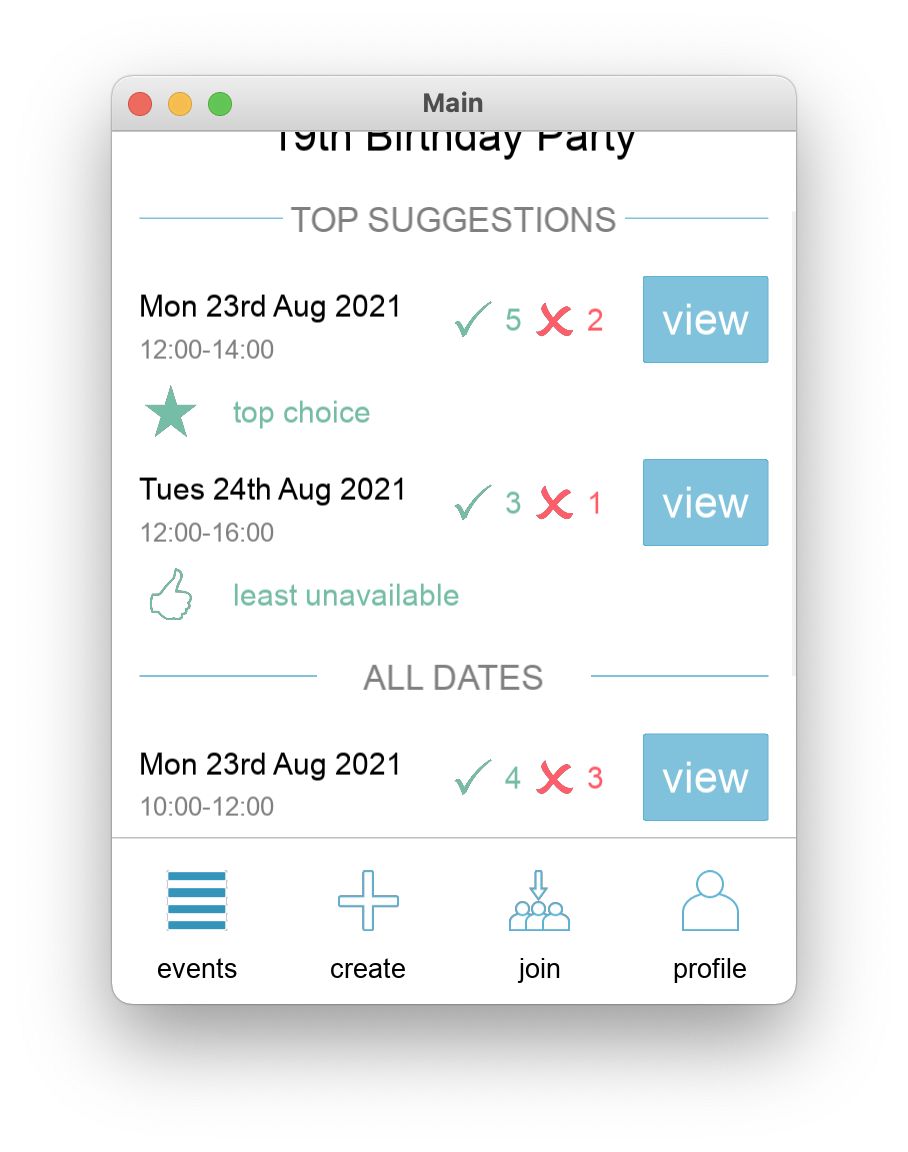 Main
19th Birthday Party
TOP SUGGESTIONS
Mon 23rd Aug 2021
5 2
view
12:00-14:00
top choice
Tues 24th Aug 2021
3 1
view
12:00-16:00
least unavailable
ALL DATES
Mon 23rd Aug 2021
4 3
view
10:00-12:00
events create join profile